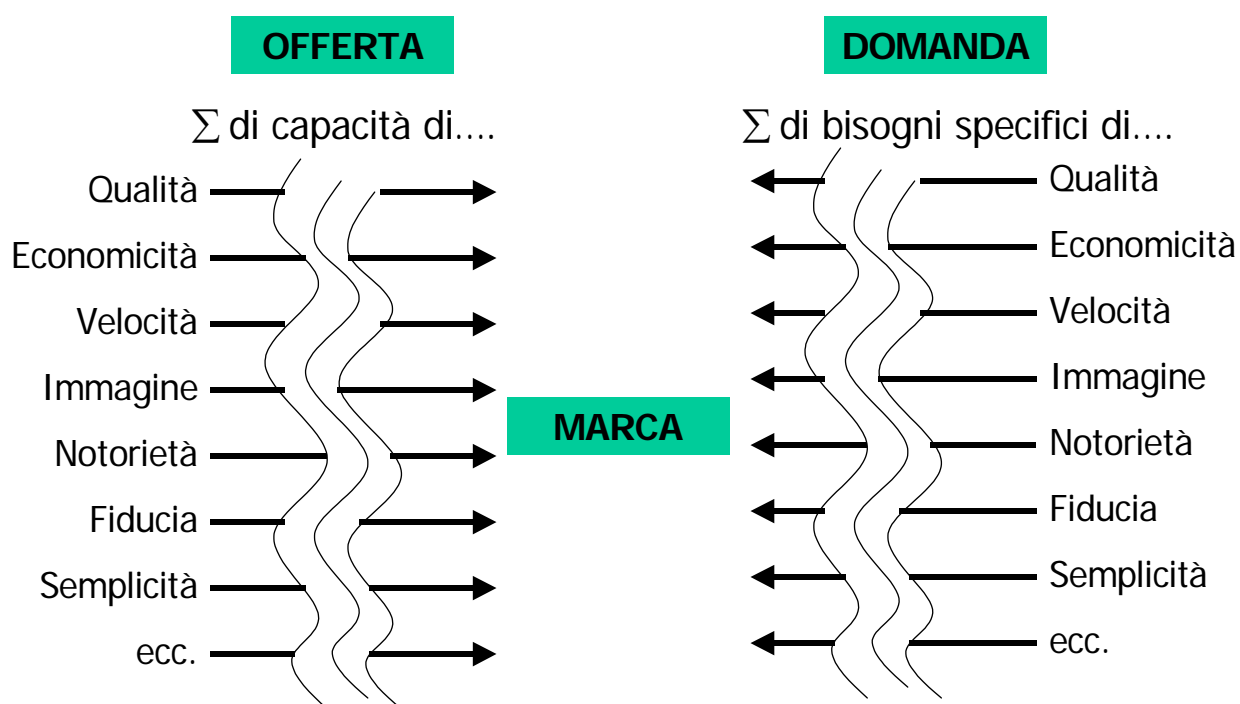 OFFERTA
∑ di capacità di....
Qualità
Economicità
Velocità
Immagine
Notorietà
Fiducia
Semplicità
ecc.
MARCA
DOMANDA
∑ di bisogni specifici di....
Qualità
Economicità
Velocità
Immagine
Notorietà
Fiducia
Semplicità
ecc.